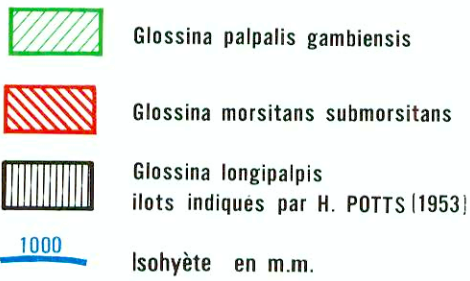 Glossina palpalis gambiensis
Glossina morsitans submorsitans
Glossina longipalpis
ilots indiqués par H. POTTS (1953)
1000
Isohyète en m.m.